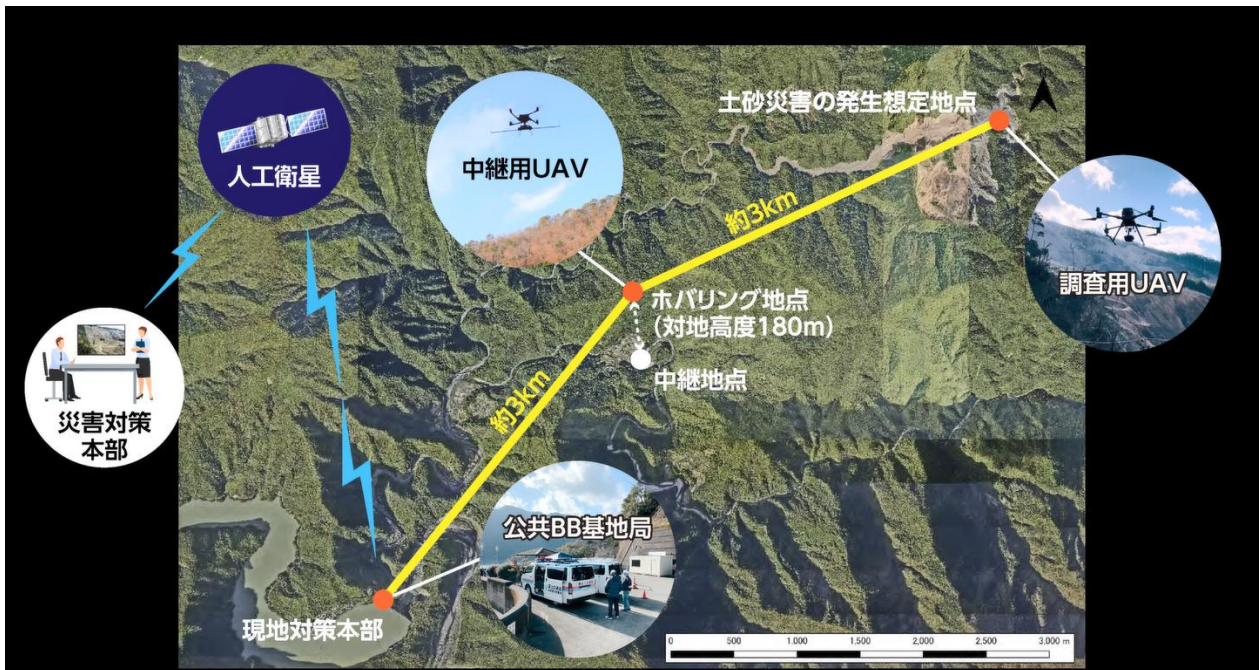 土砂災害の発生想定地点
人工衛星
中継用UAV
約3km
調査用UAV
ホバリング地点
(対地高度180m)
中継地点
災害対策
本部
約3km
公共BB基地局
現地対策本部
0 500 1.000 1.500 2,000 2.500 3,000 m